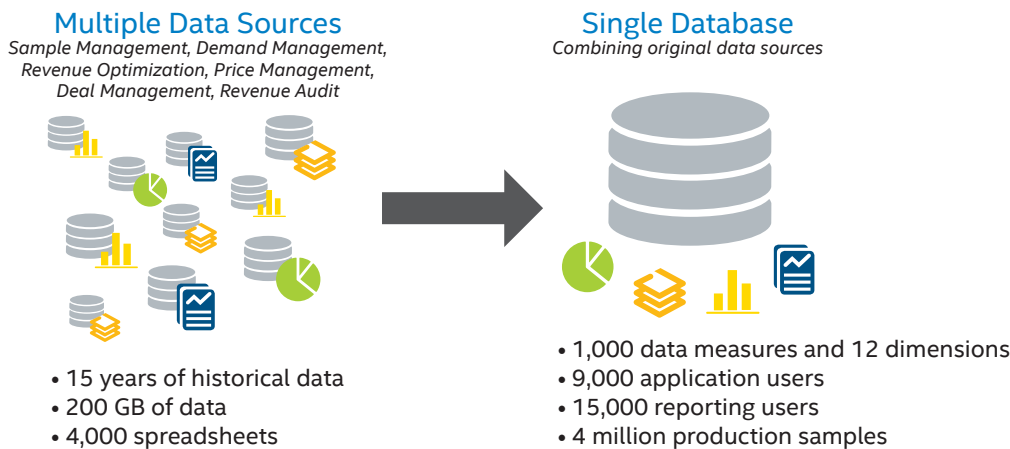 Multiple Data Sources
Sample Management, Demand Management,
Revenue Optimization, Price Management,
Deal Management, Revenue Audit
• 15 years of historical data
• 200 GB of data
• 4,000 spreadsheets
Single Database
Combining original data sources
• 1,000 data measures and 12 dimensions
• 9,000 application users
• 15,000 reporting users
• 4 million production samples